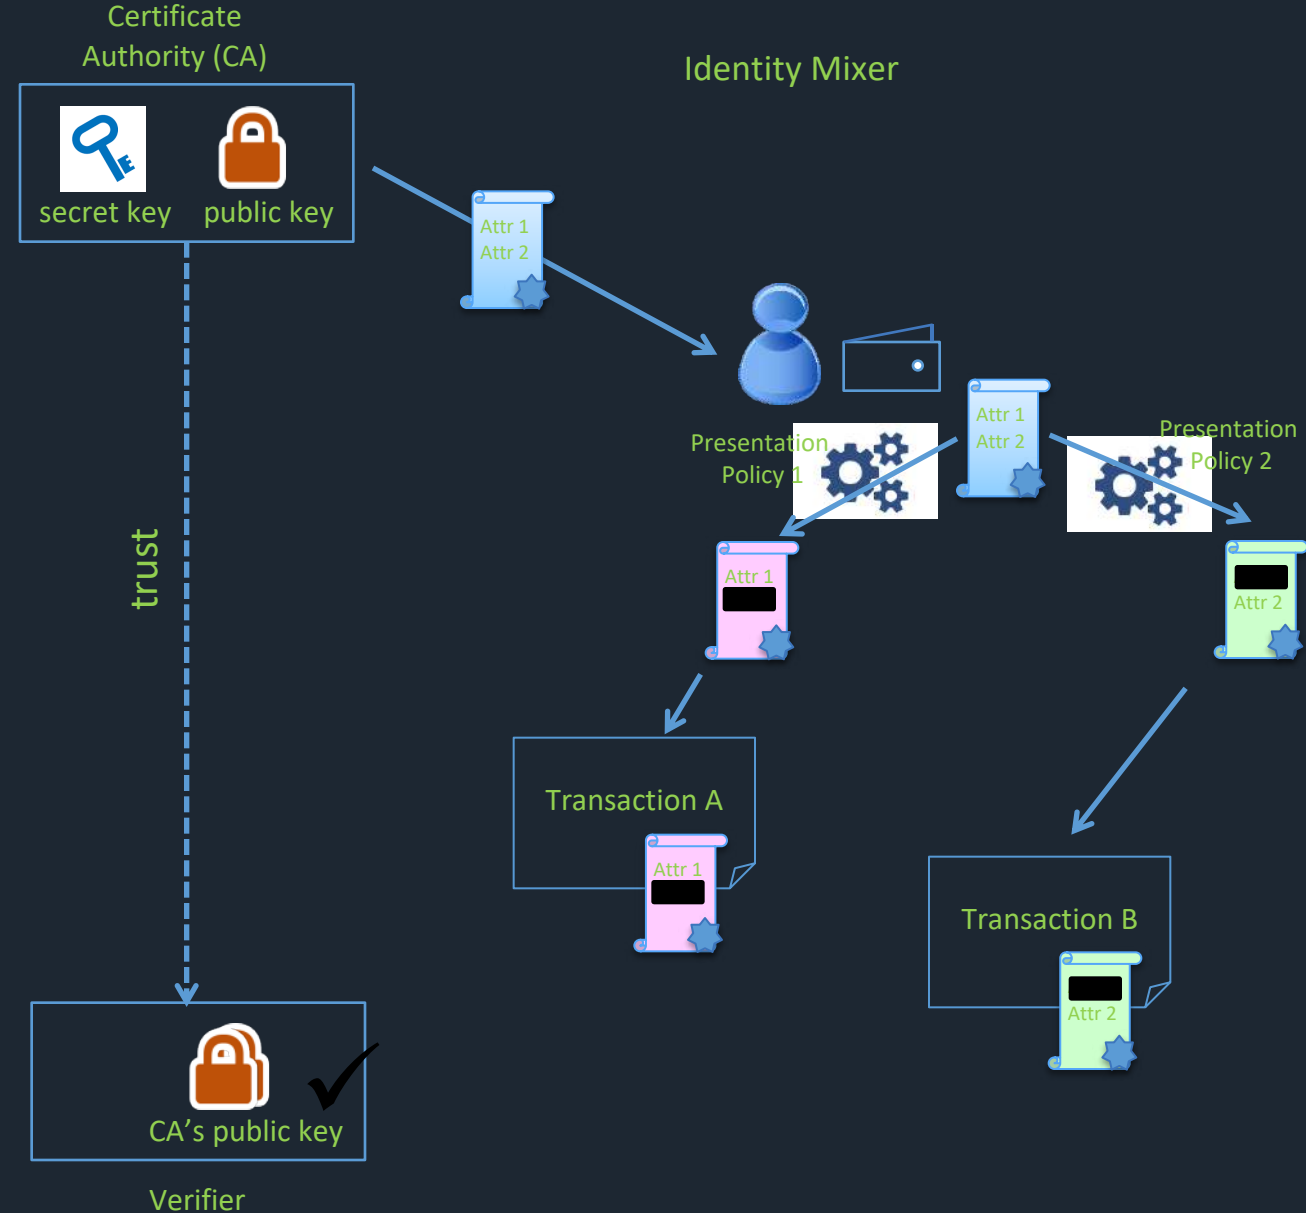 Certificate
Authority (CA)
Identity Mixer
secret key
public key
Attr 1
Attr 2
Attr 1
Attr 2
Presentation
Policy 1
Presentation
Policy 2
trust
Attr 1
Attr 2
Transaction A
Attr 1
Transaction B
Attr 2
CA's public key
Verifier